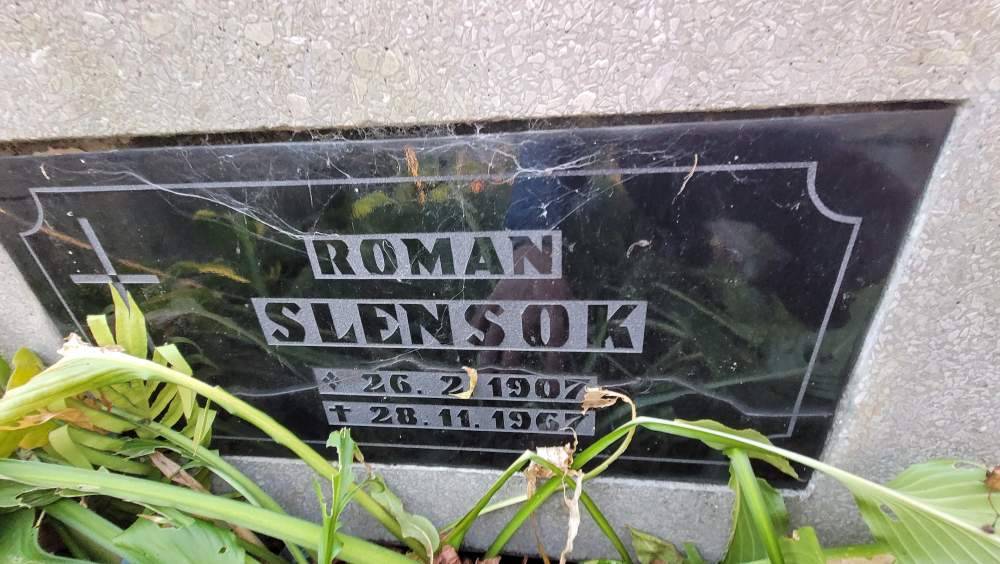 ROMAN
SLENSOK
* 26. 2. 1907
† 28. 11. 1967